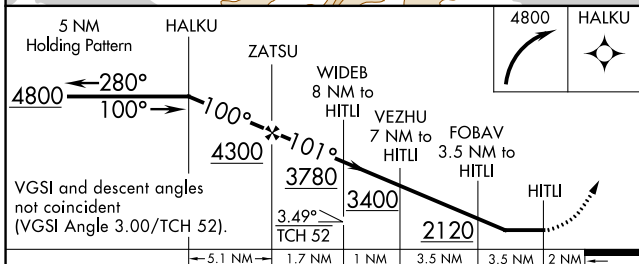 5 NM
Holding Pattern
HALKU
ZATSU
WIDEB
8 NM to
HITLI
VEZHU
7 NM to
HITLI
FOBAV
3.5 NM to
HITLI
HITLI
4800
HALKU
4800
280°
100°
100°
4300
101°
3780
3400
2120
3.49°
TCH 52
VGSI and descent angles
not coincident
(VGSI Angle 3.00/TCH 52).
5.1 NM
1.7 NM
1 NM
3.5 NM
3.5 NM
2 NM